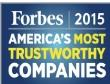 Forbes | 2015
AMERICA'S MOST
TRUSTWORTHY
COMPANIES